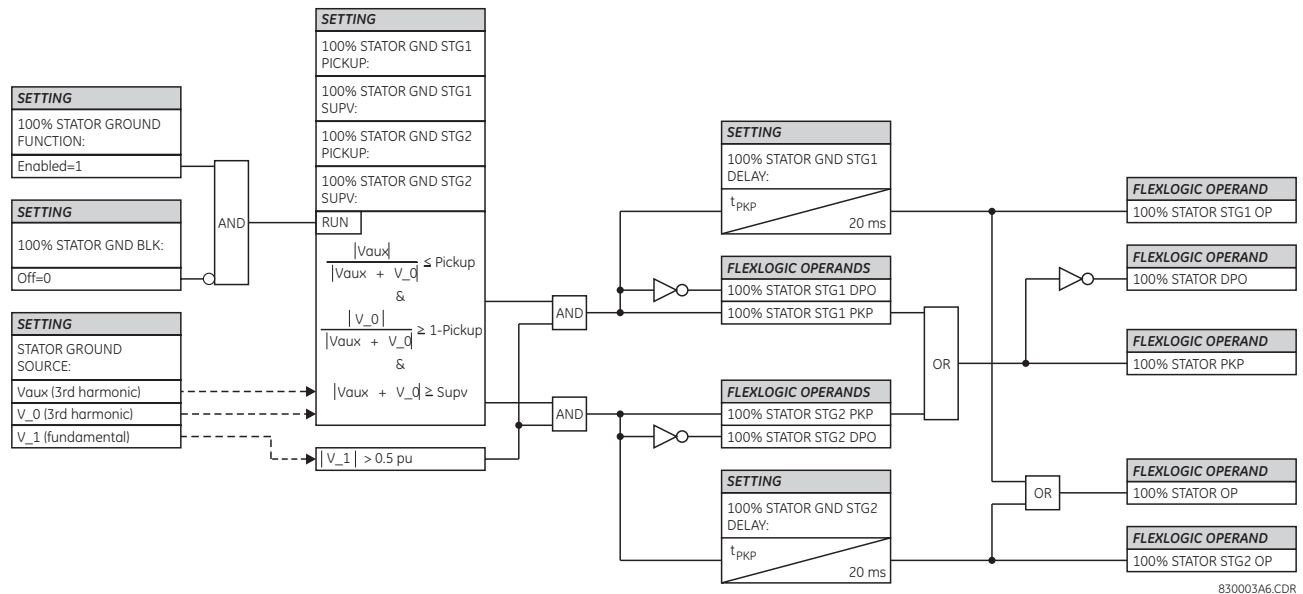 SETTING
100% STATOR GROUND
FUNCTION:
Enabled=1
SETTING
100% STATOR GND BLK:
Off=0
SETTING
STATOR GROUND
SOURCE:
Vaux (3rd harmonic)
V_0 (3rd harmonic)
V_1 (fundamental)
AND
SETTING
100% STATOR GND STG1
PICKUP:
100% STATOR GND STG1
SUPV:
100% STATOR GND STG2
PICKUP:
100% STATOR GND STG2
SUPV:
RUN
|Vaux|
|Vaux + V_0| ≤ Pickup
&
|V_0|
|Vaux + V_0| ≥ 1-Pickup
&
|Vaux + V_0| ≥ Supv
|V_1| > 0.5 pu
AND
AND
SETTING
100% STATOR GND STG1
DELAY:
tPKP
20 ms
FLEXLOGIC OPERANDS
100% STATOR STG1 DPO
100% STATOR STG1 PKP
FLEXLOGIC OPERANDS
100% STATOR STG2 PKP
100% STATOR STG2 DPO
SETTING
100% STATOR GND STG2
DELAY:
tPKP
20 ms
OR
OR
FLEXLOGIC OPERAND
100% STATOR STG1 OP
FLEXLOGIC OPERAND
100% STATOR DPO
FLEXLOGIC OPERAND
100% STATOR PKP
FLEXLOGIC OPERAND
100% STATOR OP
FLEXLOGIC OPERAND
100% STATOR STG2 OP
830003A6.CDR